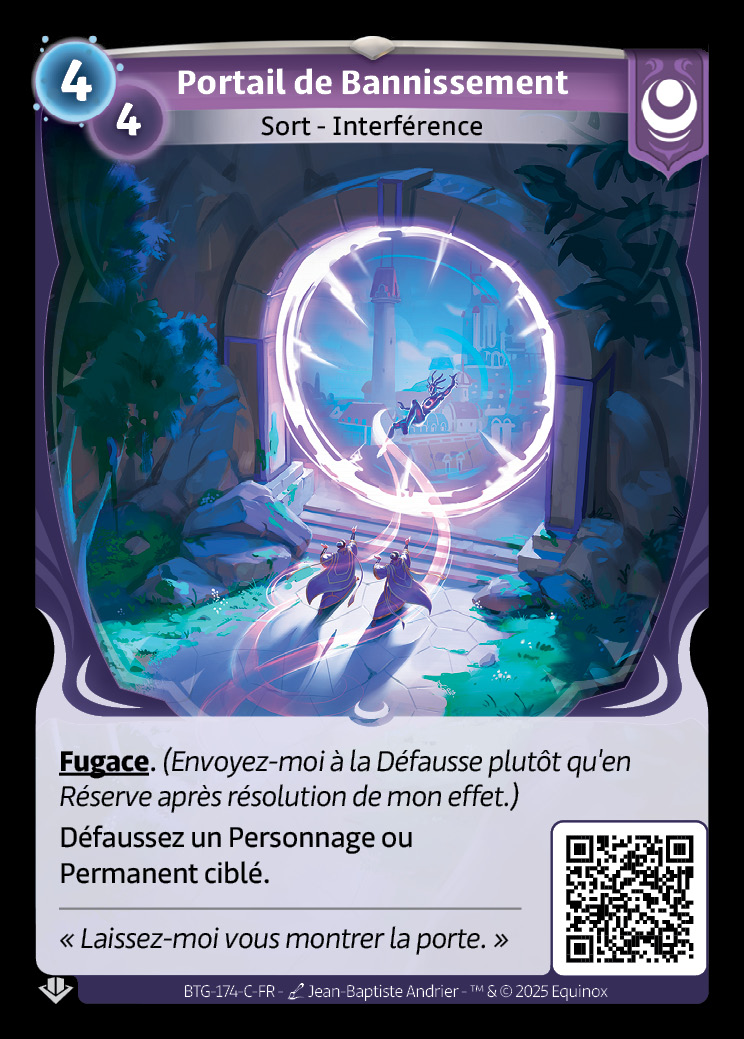 4
Portail de Bannissement
4
Sort - Interférence
Fugace. (Envoyez-moi à la Défausse plutôt qu'en
Réserve après résolution de mon effet.)
Défaussez un Personnage ou
Permanent ciblé.
« Laissez-moi vous montrer la porte. »
BTG-174-C-FR - Jean-Baptiste Andrier - ™ & © 2025 Equinox